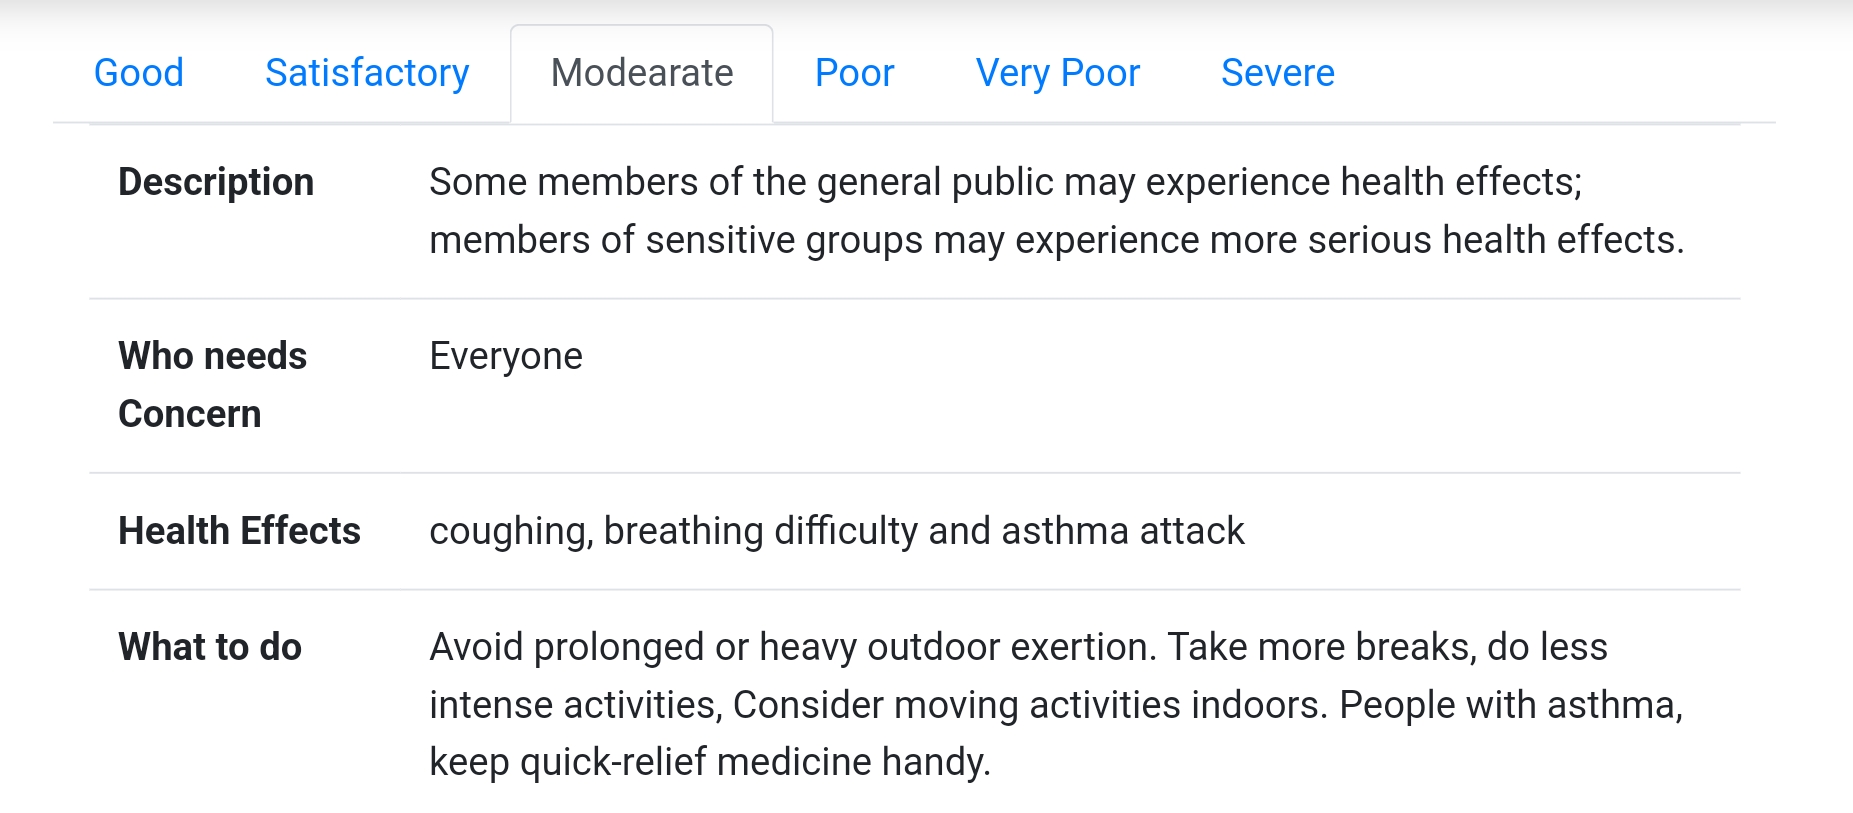 Good Satisfactory Modearate Poor Very Poor Severe
Description Some members of the general public may experience health effects;
members of sensitive groups may experience more serious health effects.
Who needs Everyone
Concern
Health Effects coughing, breathing difficulty and asthma attack
What to do Avoid prolonged or heavy outdoor exertion. Take more breaks, do less
intense activities, Consider moving activities indoors. People with asthma,
keep quick-relief medicine handy.